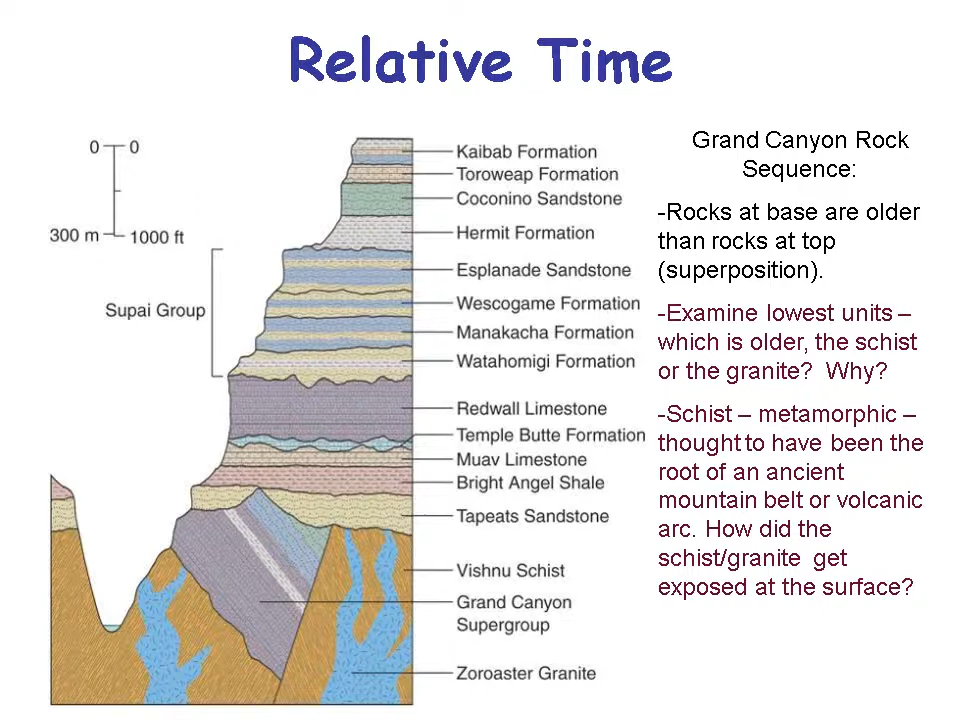 Relative Time
0 0
300 m 1000 ft
Supai Group
Kaibab Formation
Toroweap Formation
Coconino Sandstone
Hermit Formation
Esplanade Sandstone
Wescogame Formation
Manakacha Formation
Watahomigi Formation
Redwall Limestone
Temple Butte Formation
Muav Limestone
Bright Angel Shale
Tapeats Sandstone
Vishnu Schist
Grand Canyon
Supergroup
Zoroaster Granite
Grand Canyon Rock
Sequence:
-Rocks at base are older
than rocks at top
(superposition).
-Examine lowest units –
which is older, the schist
or the granite?  Why?
-Schist – metamorphic –
thought to have been the
root of an ancient
mountain belt or volcanic
arc. How did the
schist/granite  get
exposed at the surface?